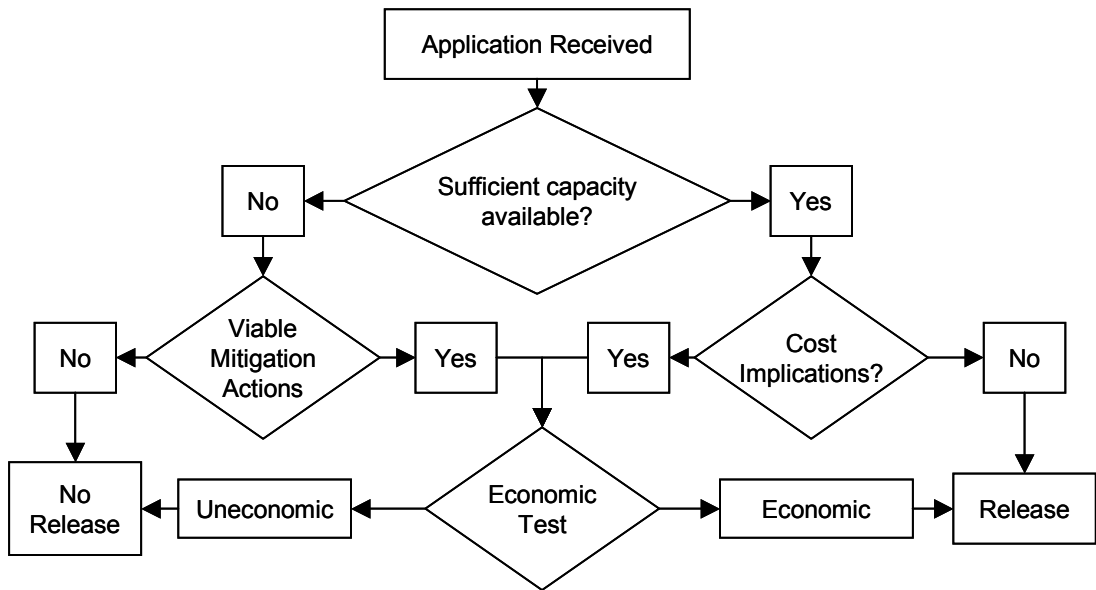 Application Received
Sufficient capacity
available?
No
Yes
Viable
Mitigation
Actions
Cost
Implications?
No
Yes
Yes
No
No
Release
Uneconomic
Economic
Test
Economic
Release